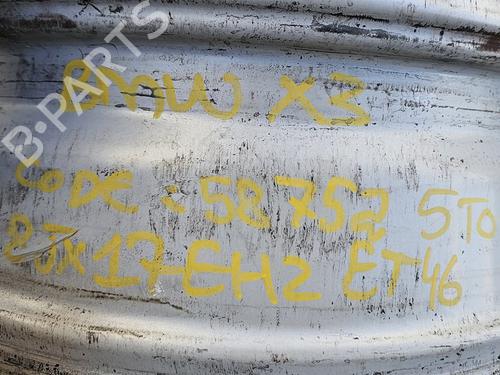 B-PARTS
BMW X3
CODE : 58752 5TO
8Jx17EH2 ET46